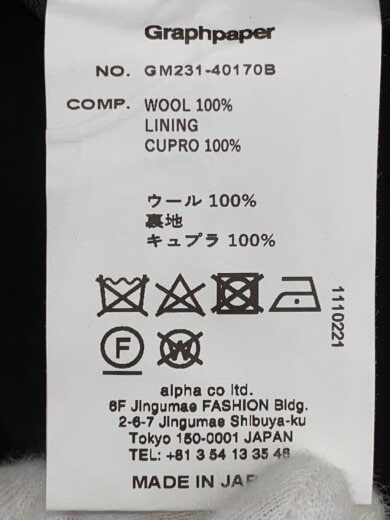 Graphpaper
NO. GM231-40170B
COMP. WOOL 100%
LINING
CUPRO 100%
ウール 100%
裏地
キュプラ 100%
1110221
F
W
alpha co ltd.
6F Jingumae FASHION Bldg.
2-6-7 Jingumae Shibuya-ku
Tokyo 150-0001 JAPAN
TEL: +81 3 54 13 35 46
MADE IN